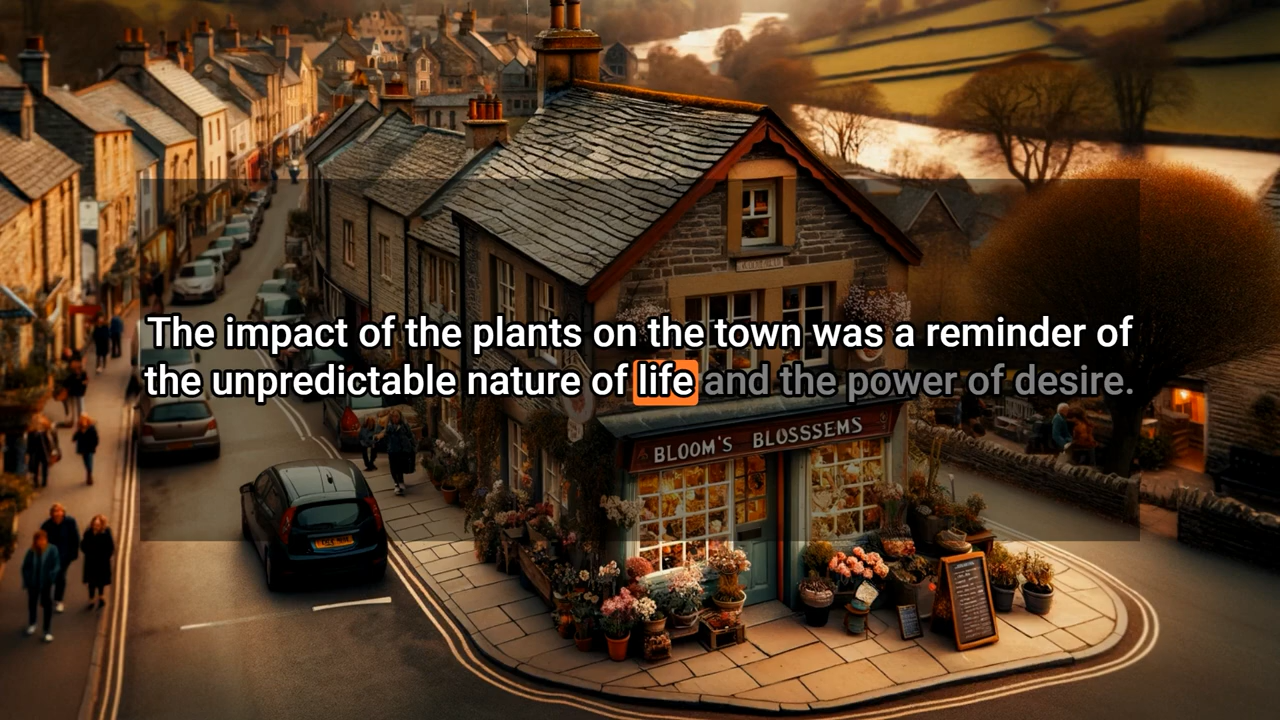 The impact of the plants on the town was a reminder of
the unpredictable nature of life and the power of desire.
BLOOM'S BLOSSSEMS